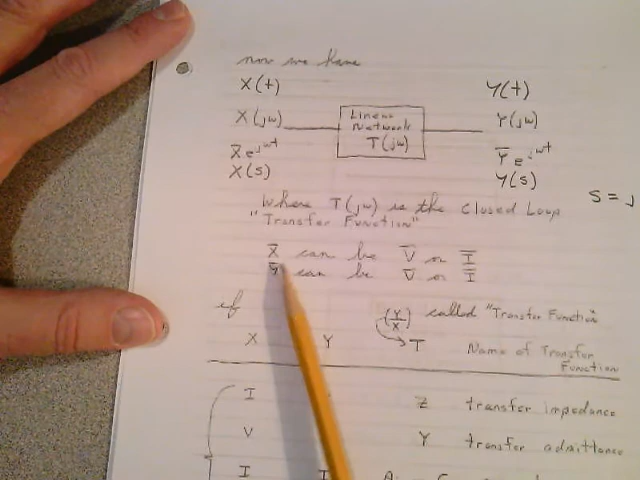 now we have
X(t) Y(t)
X(jw) Linear Network T(jw) Y(jw)
X̄e^jwt Ȳe^jwt
X(s) Y(s)
s = j
Where T(jw) is the Closed Loop
"Transfer Function"
X̄ can be V̄ or Ī
Ȳ can be V̄ or Ī
if (Y/X) called "Transfer Function"
X Y T Name of Transfer
Function
I Z transfer impedance
V Y transfer admittance
I I